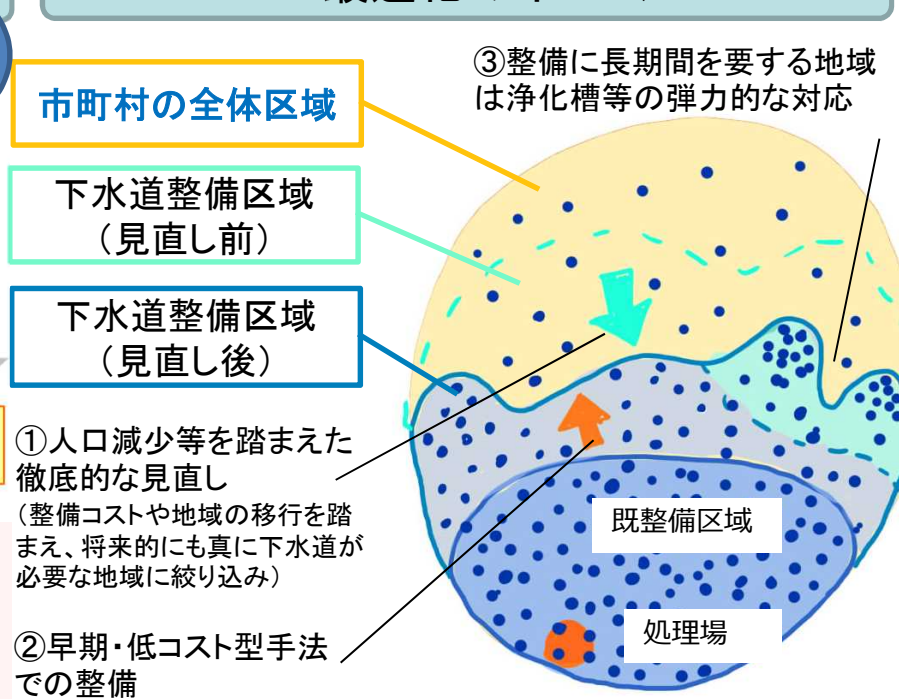 ③整備に長期間を要する地域
は浄化槽等の弾力的な対応
市町村の全体区域
下水道整備区域
（見直し前）
下水道整備区域
（見直し後）
①人口減少等を踏まえた
徹底的な見直し
（整備コストや地域の移行を踏
まえ、将来的にも真に下水道が
必要な地域に絞り込み）
②早期・低コスト型手法
での整備
既整備区域
処理場